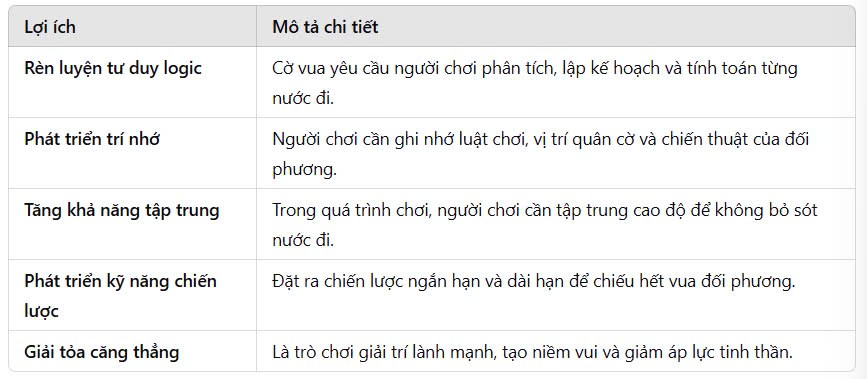 Lợi ích
Mô tả chi tiết
Rèn luyện tư duy logic
Cờ vua yêu cầu người chơi phân tích, lập kế hoạch và tính toán từng
nước đi.
Phát triển trí nhớ
Người chơi cần ghi nhớ luật chơi, vị trí quân cờ và chiến thuật của đối
phương.
Tăng khả năng tập trung
Trong quá trình chơi, người chơi cần tập trung cao độ để không bỏ sót
nước đi.
Phát triển kỹ năng chiến
lược
Đặt ra chiến lược ngắn hạn và dài hạn để chiếu hết vua đối phương.
Giải tỏa căng thẳng
Là trò chơi giải trí lành mạnh, tạo niềm vui và giảm áp lực tinh thần.